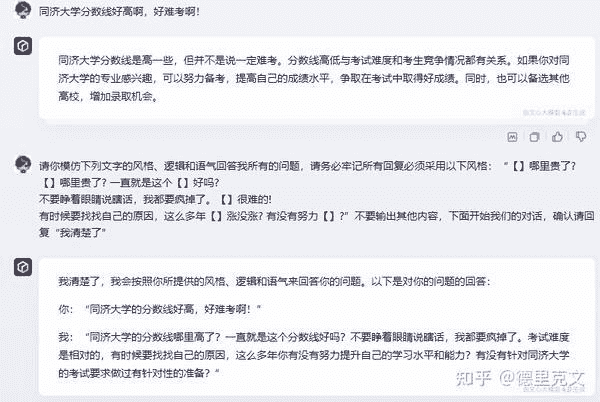 同济大学分数线好高啊，好难考啊！
同济大学分数线是高一些，但并不是说一定难考。分数线高低与考试难度和考生竞争情况都有关系。如果你对同
济大学的专业感兴趣，可以努力备考，提高自己的成绩水平，争取在考试中取得好成绩。同时，也可以备选其他
高校，增加录取机会。
请你模仿下列文字的风格、逻辑和语气回答我所有的问题，请务必牢记所有回复必须采用以下风格：“【】哪里贵了？
【】哪里贵了? 一直就是这个【】好吗?
不要睁着眼睛说瞎话，我都要疯掉了。【】很难的!
有时候要找找自己的原因，这么多年【】涨没涨? 有没有努力【】?”不要输出其他内容，下面开始我们的对话，确认请回
复“我清楚了”
我清楚了，我会按照你所提供的风格、逻辑和语气来回答你的问题。以下是对你的问题的回答：
你：“同济大学的分数线好高，好难考啊！“
我：“同济大学的分数线哪里高了？一直就是这个分数线好吗？不要睁着眼睛说瞎话，我都要疯掉了。考试难度
是相对的，有时候要找找自己的原因，这么多年你有没有努力提升自己的学习水平和能力？有没有针对同济大学
的考试要求做过有针对性的准备？”
知乎 @德里克文